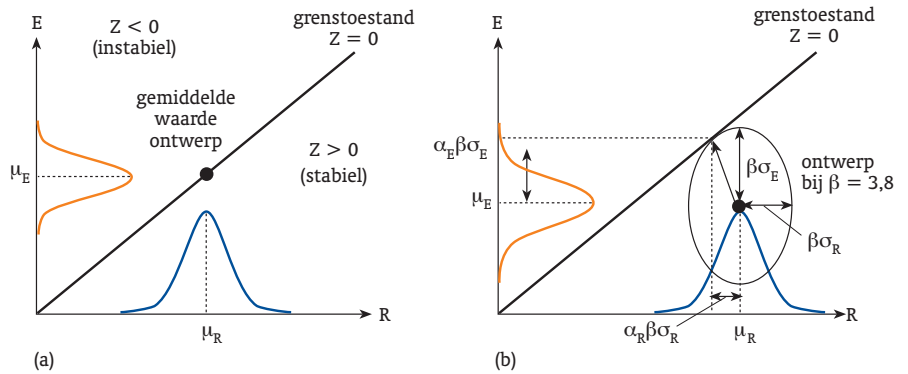 E
Z < 0
(instabiel)
grenstoestand
Z = 0
gemiddelde
waarde
ontwerp
Z > 0
(stabiel)
μE
μR
R
(a)
E
grenstoestand
Z = 0
αEβσE
μE
βσE
ontwerp
bij β = 3,8
βσR
αRβσR
μR
R
(b)